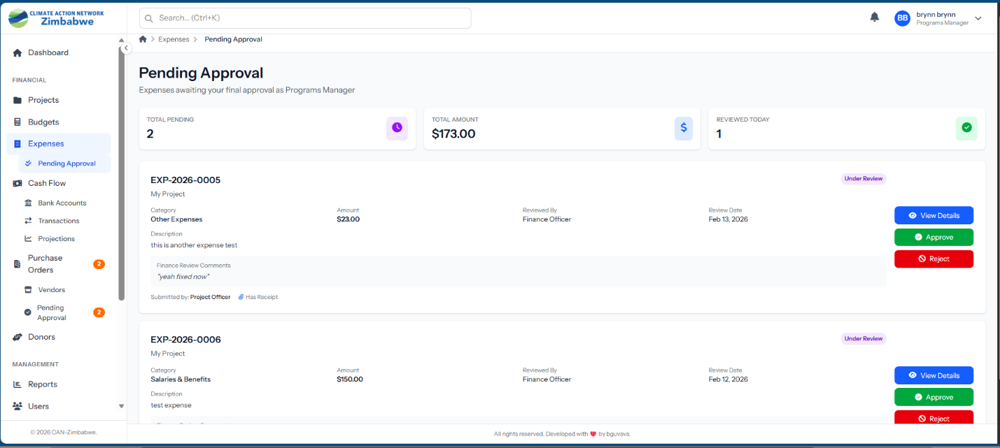 CLIMATE ACTION NETWORK
Zimbabwe
Search... (Ctrl+K)
BB
brynn brynn
Programs Manager
Dashboard
FINANCIAL
Projects
Budgets
Expenses
Pending Approval
Cash Flow
Bank Accounts
Transactions
Projections
Purchase
Orders
2
Vendors
Pending
Approval
2
Donors
MANAGEMENT
Reports
Users
© 2026 CAN-Zimbabwe.
Expenses
Pending Approval
Pending Approval
Expenses awaiting your final approval as Programs Manager
TOTAL PENDING
2
TOTAL AMOUNT
$173.00
REVIEWED TODAY
1
EXP-2026-0005
Under Review
My Project
Category
Other Expenses
Amount
$23.00
Reviewed By
Finance Officer
Review Date
Feb 13, 2026
Description
this is another expense test
Finance Review Comments
"yeah fixed now"
Submitted by: Project Officer Has Receipt
View Details
Approve
Reject
EXP-2026-0006
Under Review
My Project
Category
Salaries & Benefits
Amount
$150.00
Reviewed By
Finance Officer
Review Date
Feb 12, 2026
Description
test expense
View Details
Approve
Reject
All rights reserved. Developed with ❤ by bguvava.